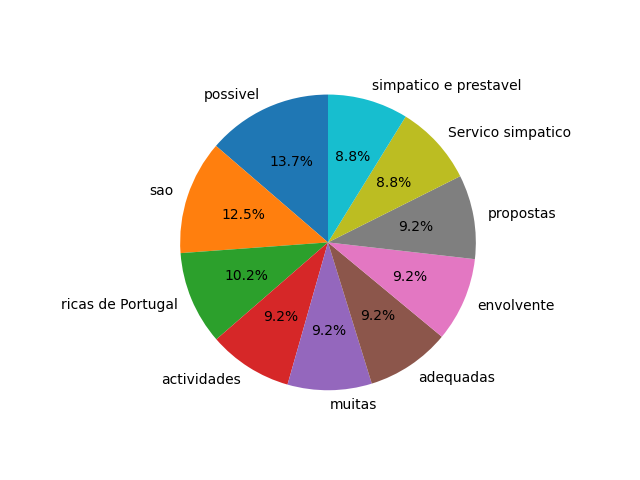 simpatico e prestavel
possivel
Servico simpatico
8.8%
13.7%
8.8%
sao
12.5%
propostas
9.2%
10.2%
9.2%
ricas de Portugal
envolvente
9.2%
9.2%
9.2%
actividades
adequadas
muitas